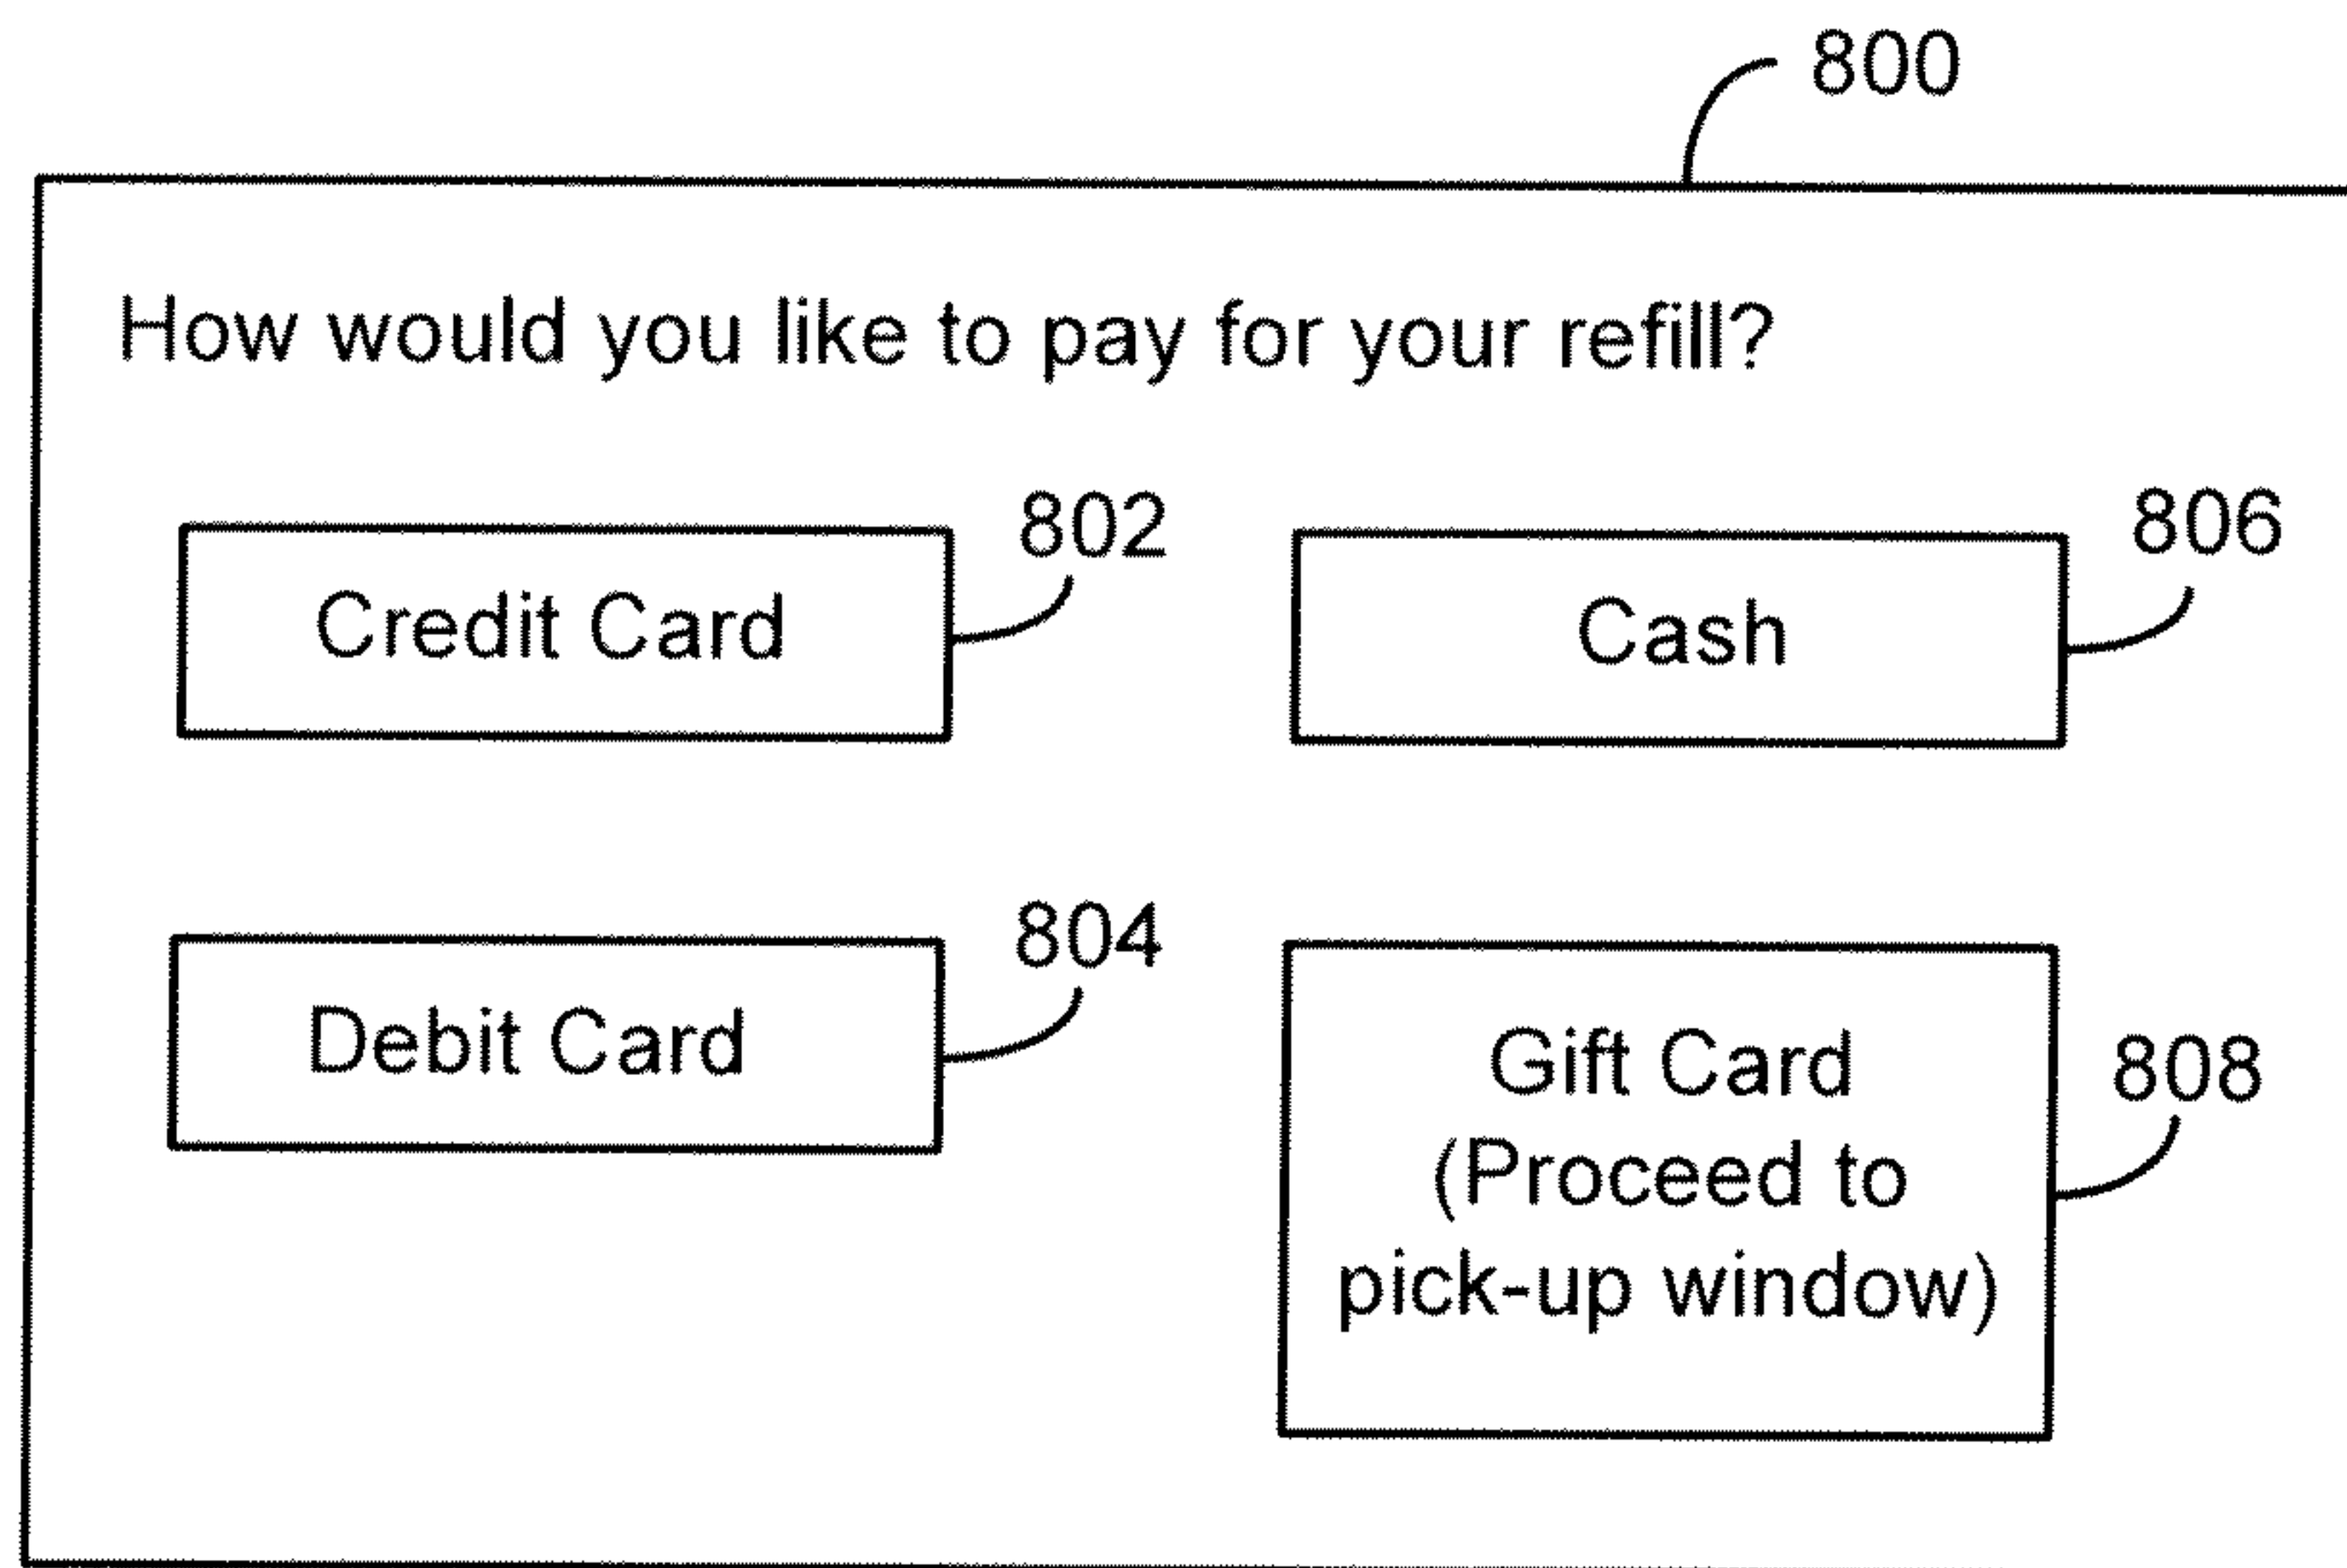 800
How would you like to pay for your refill?
802
Credit Card
806
Cash
804
Debit Card
808
Gift Card
(Proceed to
pick-up window)